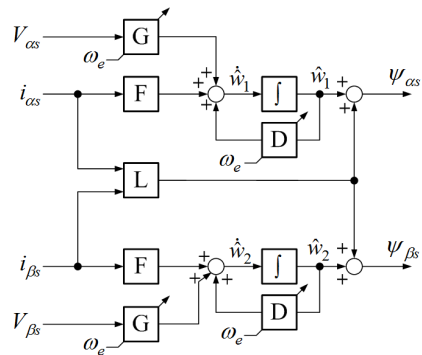 V_αs G
ω_e
ẇ̂_1 ŵ_1 ψ_αs
+ + +
i_αs F ∫
+ +
D
ω_e
L
ẇ̂_2 ŵ_2 + ψ_βs
i_βs F + + ∫ +
+
V_βs G D
ω_e ω_e